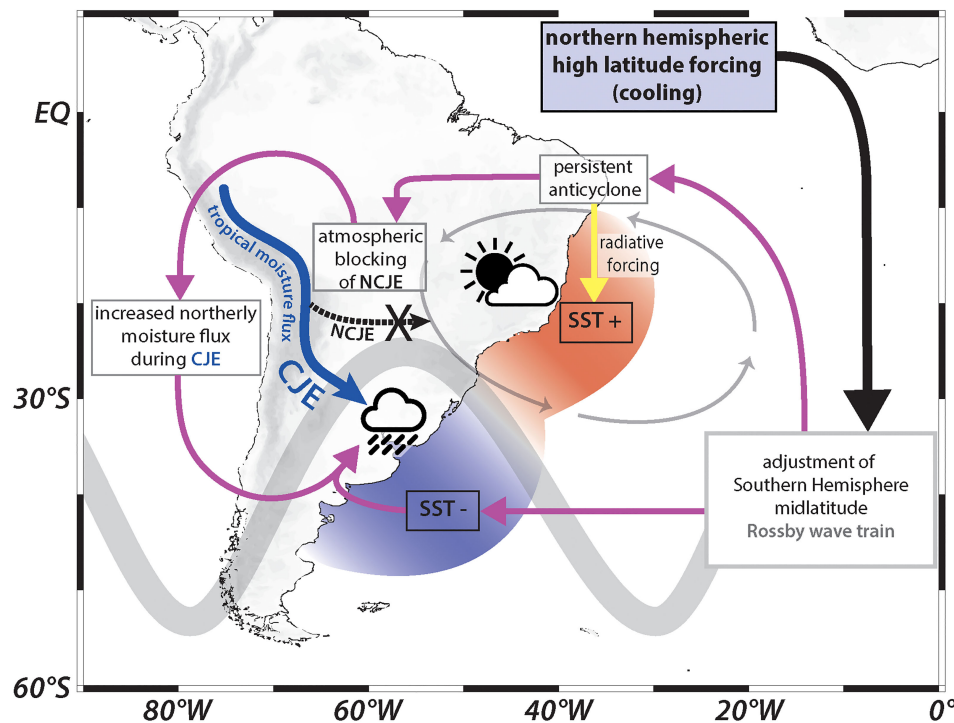 northern hemispheric
high latitude forcing
(cooling)
EQ
persistent
anticyclone
tropical moisture flux
atmospheric
blocking
of NCJE
radiative
forcing
increased northerly
moisture flux
during CJE
NCJE
X
SST +
CJE
30°S
adjustment of
Southern Hemisphere
midlatitude
Rossby wave train
SST -
60°S
80°W
60°W
40°W
20°W
0°